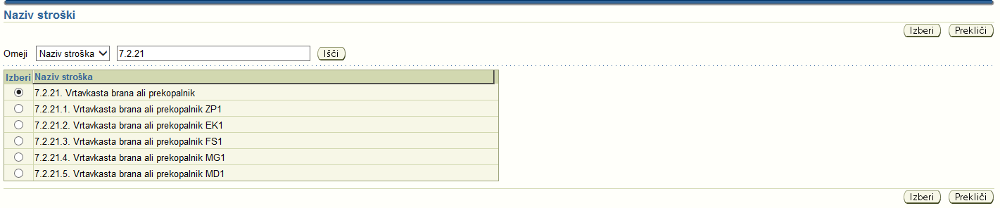 Naziv stroški
Izberi Prekliči
Omeji Naziv stroška 7.2.21 Išči
Izberi Naziv stroška
7.2.21. Vrtavkasta brana ali prekopalnik
7.2.21.1. Vrtavkasta brana ali prekopalnik ZP1
7.2.21.2. Vrtavkasta brana ali prekopalnik EK1
7.2.21.3. Vrtavkasta brana ali prekopalnik FS1
7.2.21.4. Vrtavkasta brana ali prekopalnik MG1
7.2.21.5. Vrtavkasta brana ali prekopalnik MD1
Izberi Prekliči